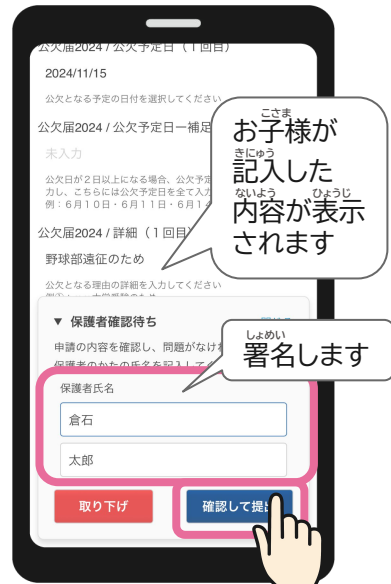 公欠届2024 / 公欠予定日（1回目）
2024/11/15
公欠となる予定の日付を選択してください
公欠届2024 / 公欠予定日ー補足
未入力
公欠日が２日以上になる場合、公欠予定
力し、こちらには公欠予定日を全て入力
例：６月１０日・６月１１日・６月１
公欠届2024 / 詳細（1回目）
野球部遠征のため
公欠となる理由の詳細を入力してください
お子様が
こさま
記入した
きにゅう
内容が表示
ないよう ひょうじ
されます
▼ 保護者確認待ち
申請の内容を確認し、問題がなけ
保護者のかたの氏名を記入して
署名します
しょめい
保護者氏名
倉石
太郎
取り下げ
確認して提出